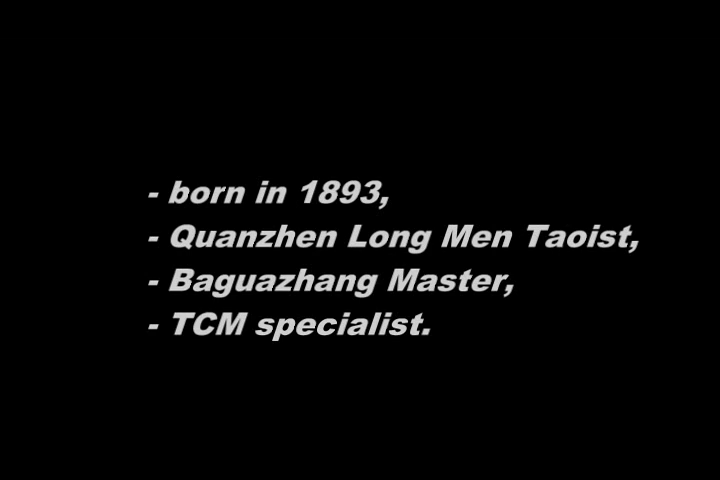 - born in 1893,
- Quanzhen Long Men Taoist,
- Baguazhang Master,
- TCM specialist.